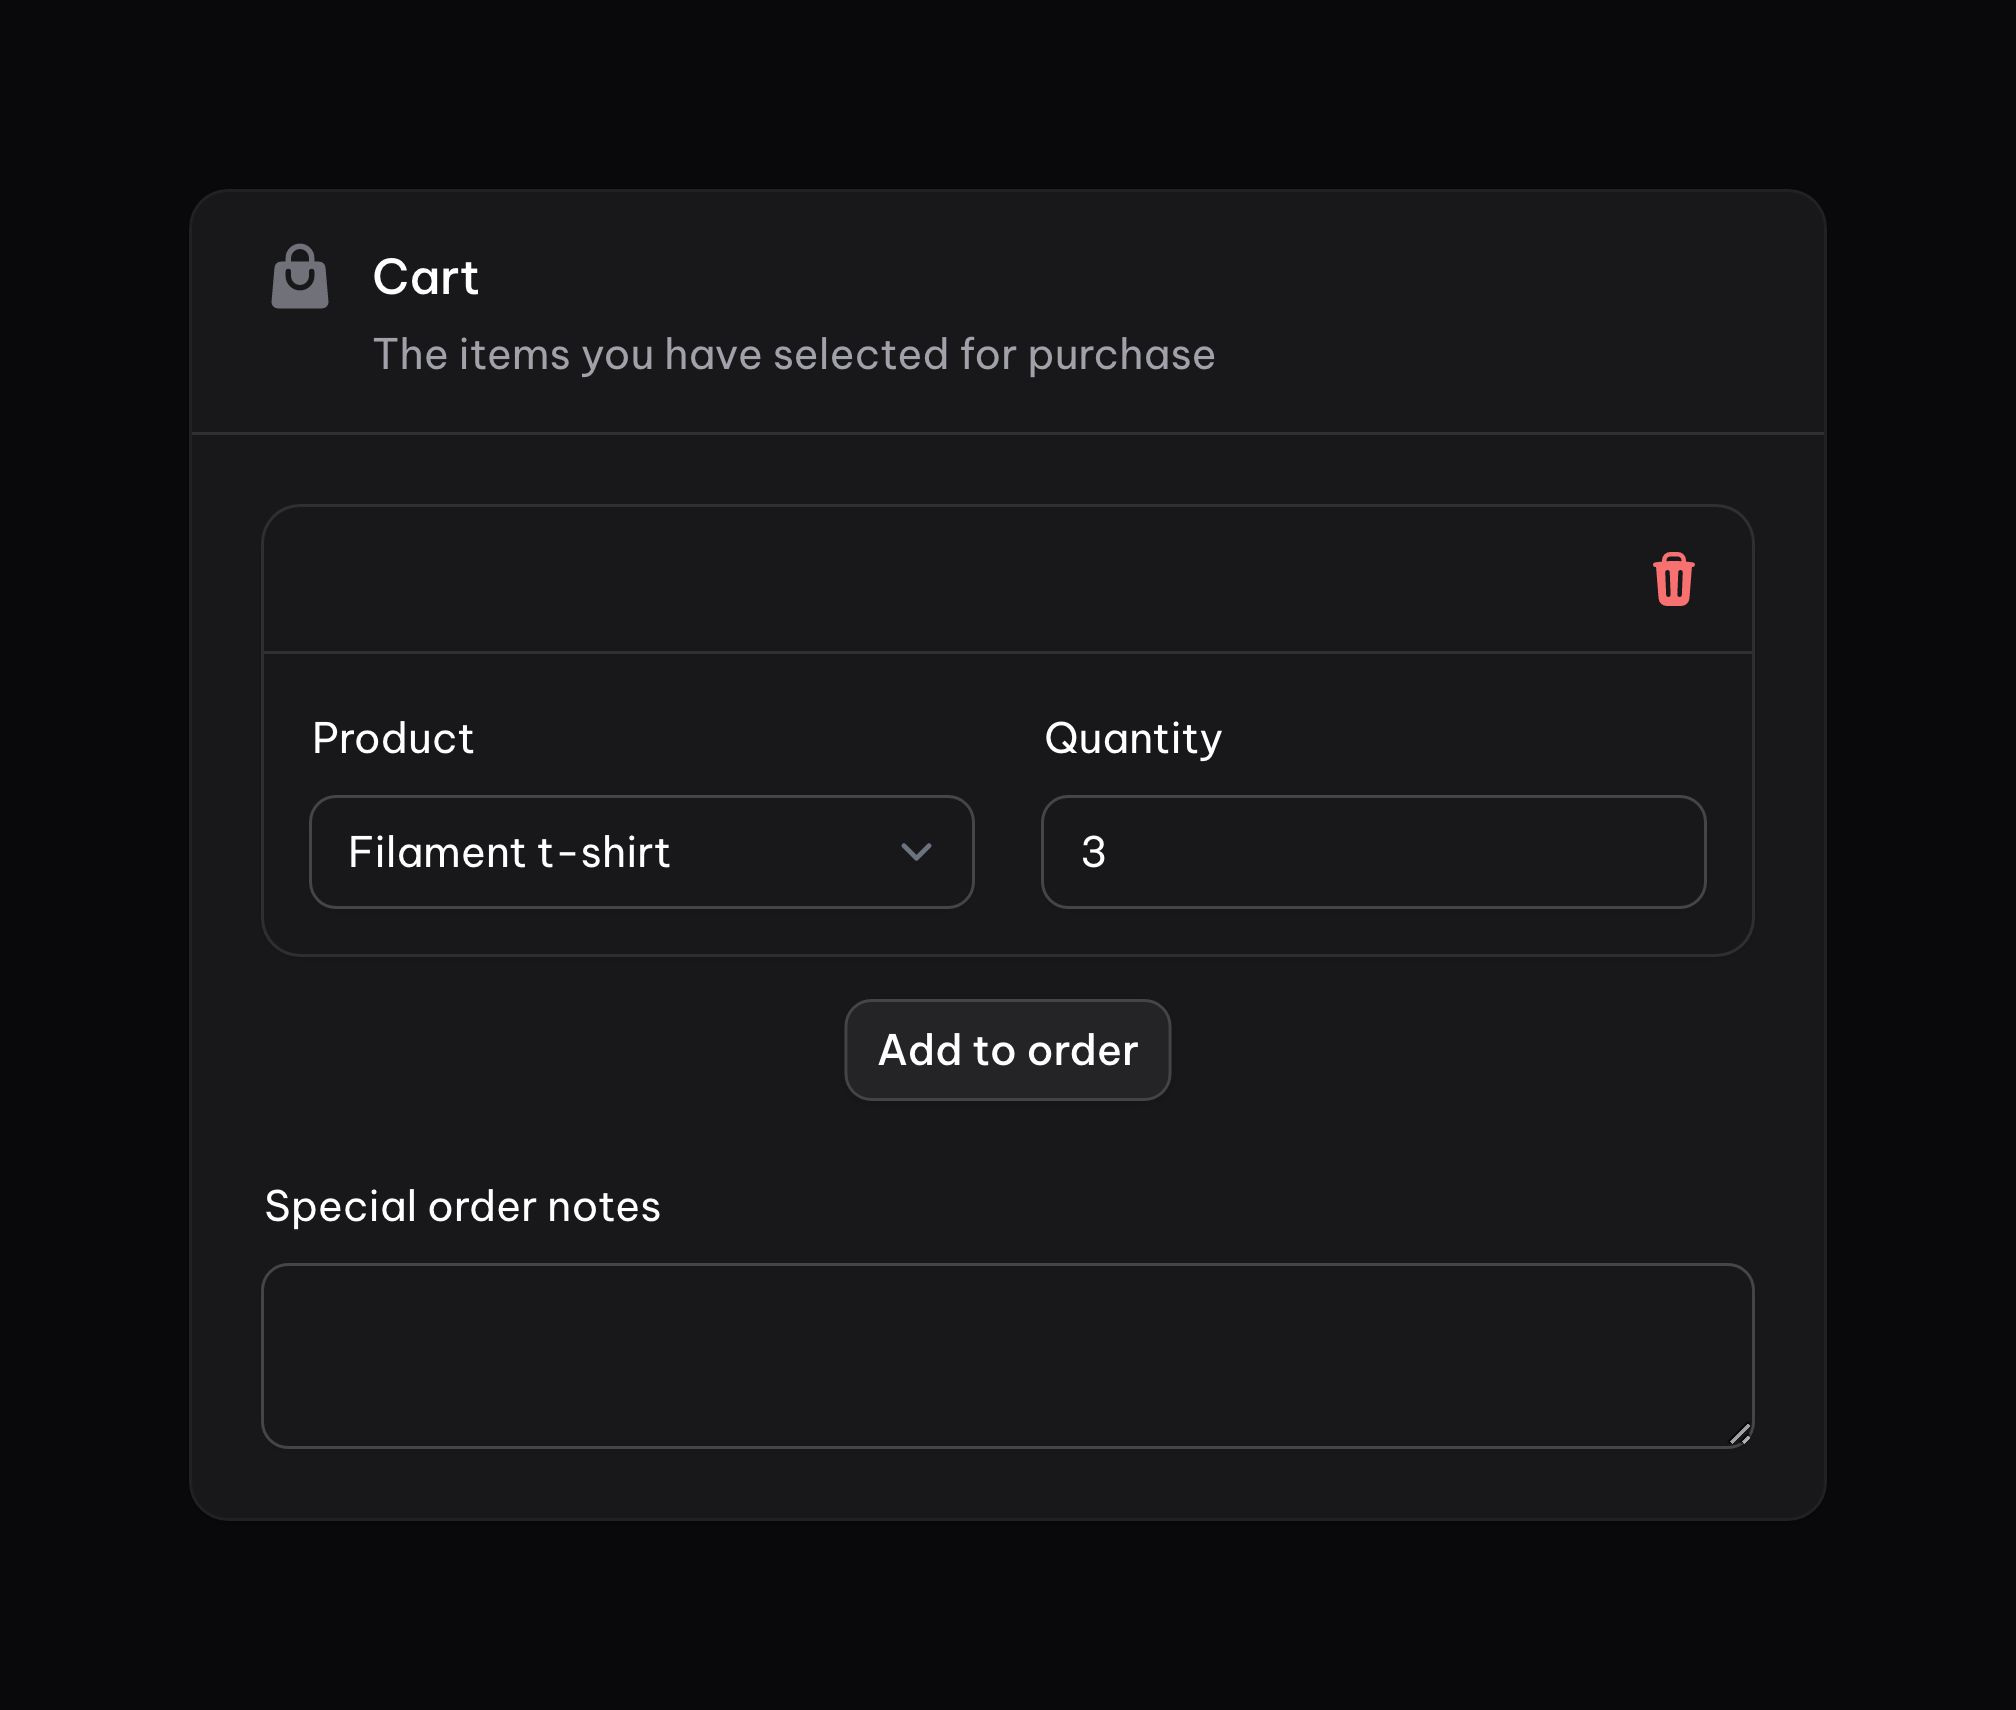 Cart
The items you have selected for purchase
Product
Quantity
Filament t-shirt
3
Add to order
Special order notes